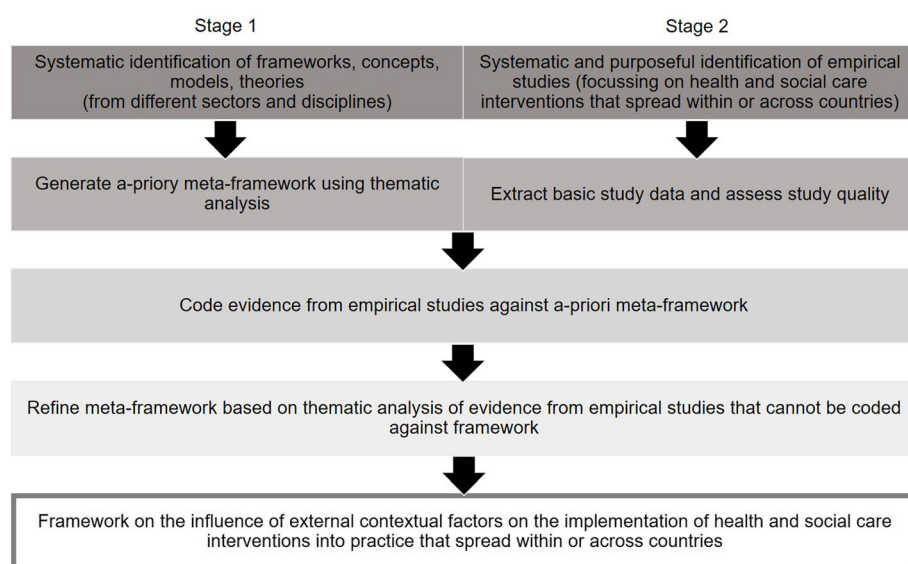 Stage 1
Stage 2
Systematic identification of frameworks, concepts,
models, theories
(from different sectors and disciplines)
Systematic and purposeful identification of empirical
studies (focussing on health and social care
interventions that spread within or across countries)
Generate a-priory meta-framework using thematic
analysis
Extract basic study data and assess study quality
Code evidence from empirical studies against a-priori meta-framework
Refine meta-framework based on thematic analysis of evidence from empirical studies that cannot be coded
against framework
Framework on the influence of external contextual factors on the implementation of health and social care
interventions into practice that spread within or across countries